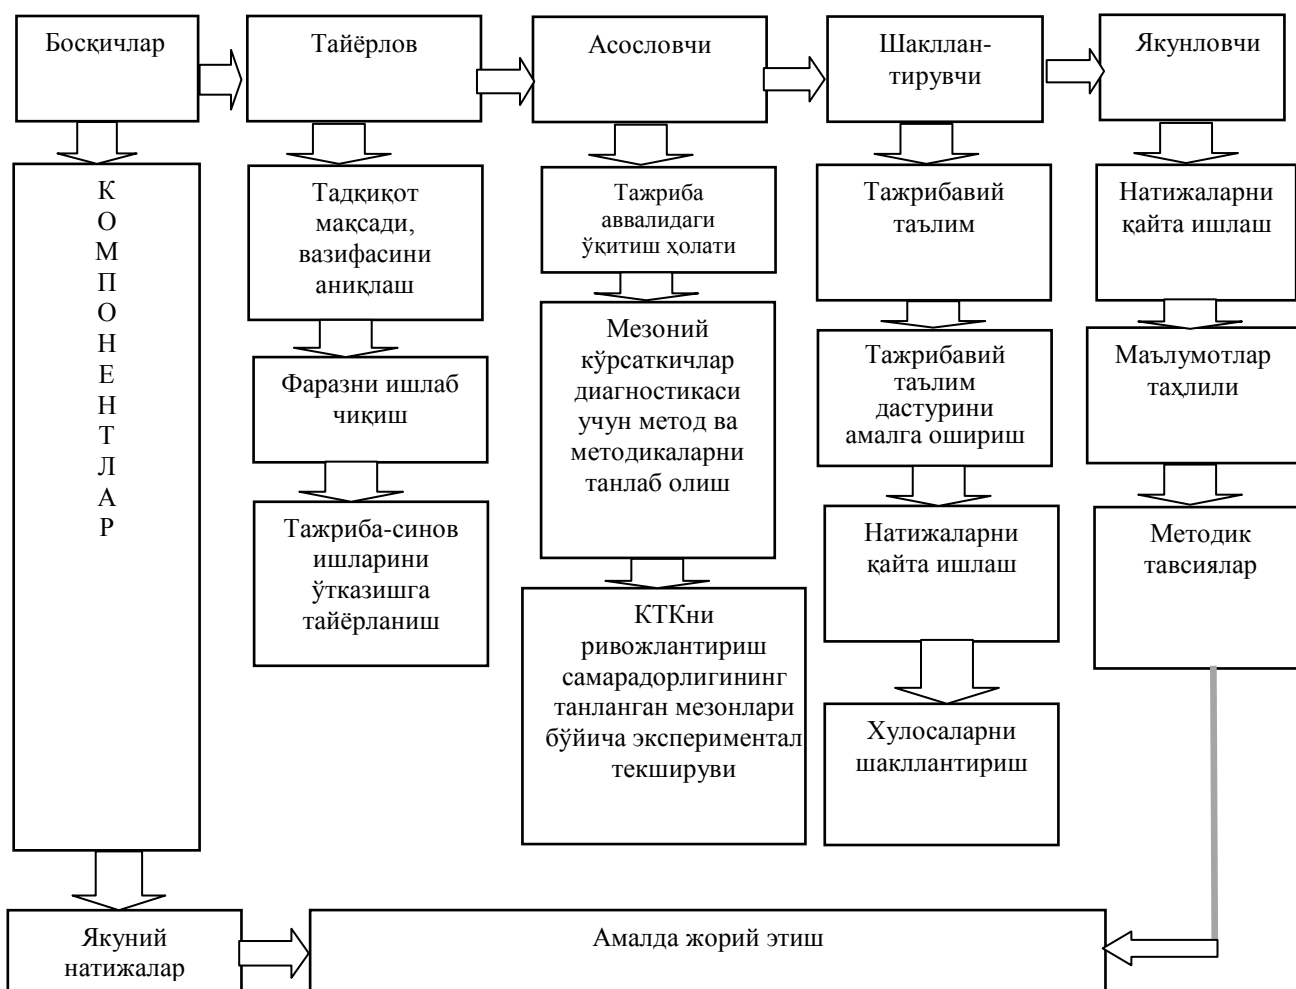 Босқичлар
Тайёрлов
Асословчи
Шакллан-
тирувчи
Якунловчи
К
О
М
П
О
Н
Е
Н
Т
Л
А
Р
Тадқиқот
мақсади,
вазифасини
аниқлаш
Фаразни ишлаб
чиқиш
Тажриба-синов
ишларини
ўтказишга
тайёрланиш
Тажриба
аввалидаги
ўқитиш ҳолати
Мезоний
кўрсаткичлар
диагностикаси
учун метод ва
методикаларни
танлаб олиш
КТКни
ривожлантириш
самарадорлигининг
танланган мезонлари
бўйича экспериментал
текшируви
Тажрибавий
таълим
Тажрибавий
таълим
дастурини
амалга ошириш
Натижаларни
қайта ишлаш
Хулосаларни
шакллантириш
Натижаларни
қайта ишлаш
Маълумотлар
таҳлили
Методик
тавсиялар
Якуний
натижалар
Амалда жорий этиш